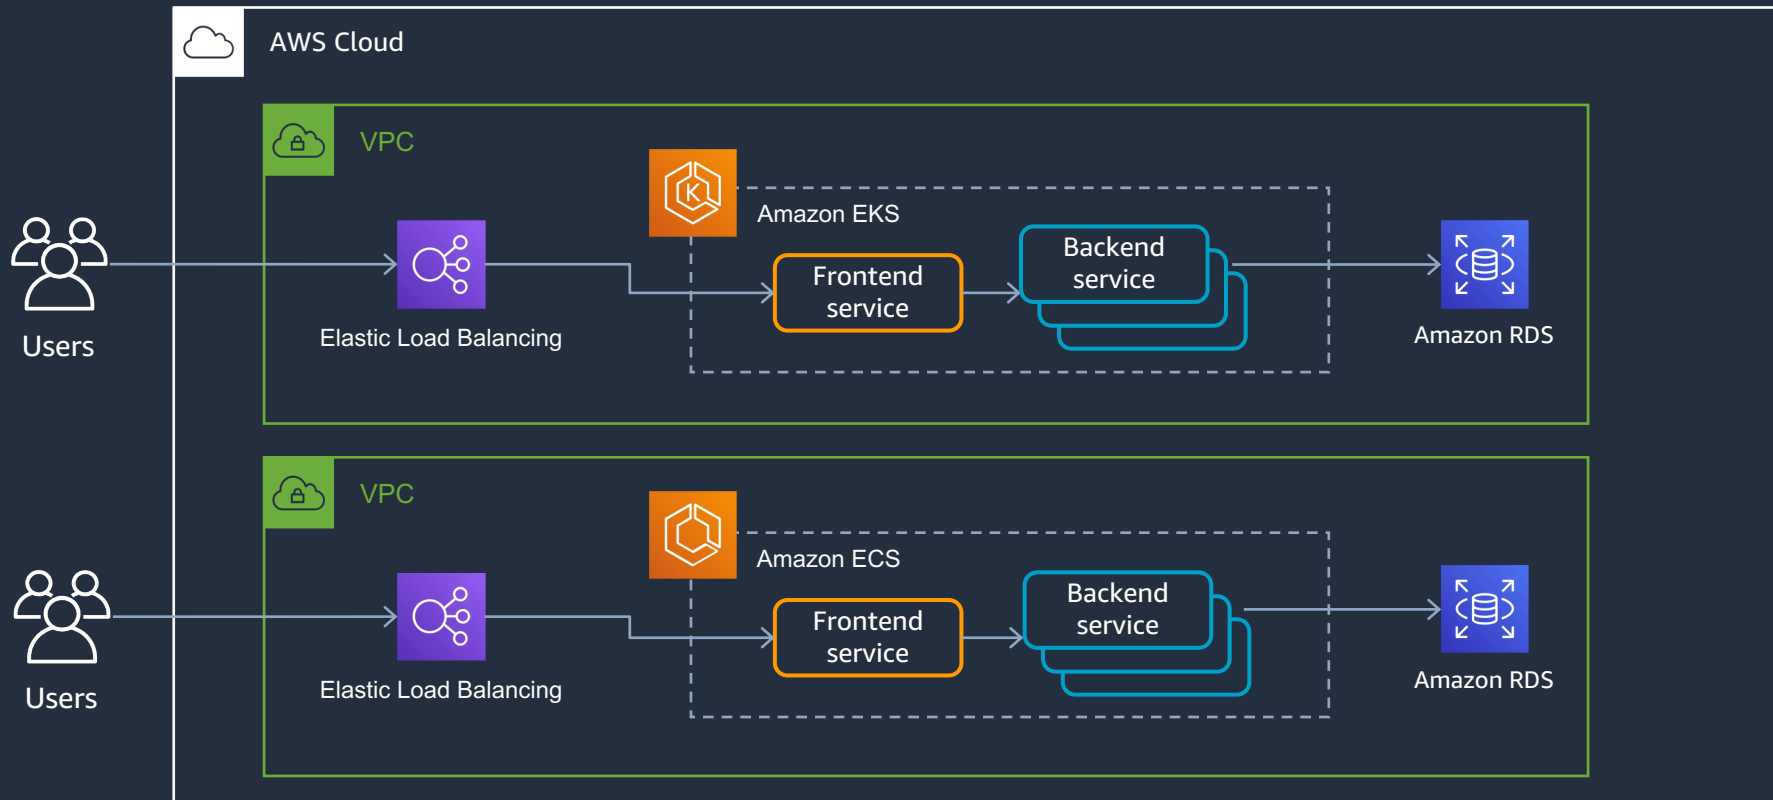 AWS Cloud
VPC
Amazon EKS
K
Backend
service
Frontend
service
Elastic Load Balancing
Amazon RDS
Users
VPC
Amazon ECS
Backend
service
Frontend
service
Elastic Load Balancing
Amazon RDS
Users